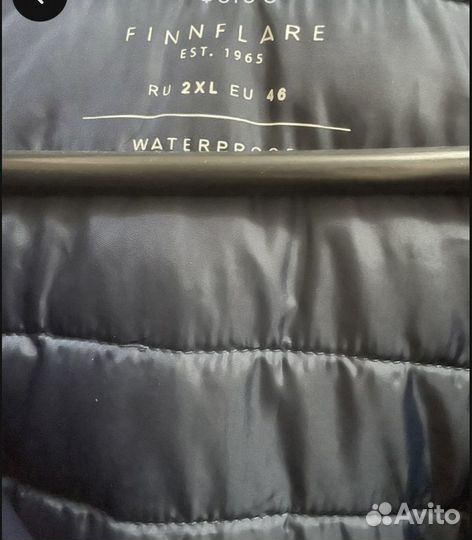 FINNFLARE
EST. 1965
RU 2XL EU 46
Avito